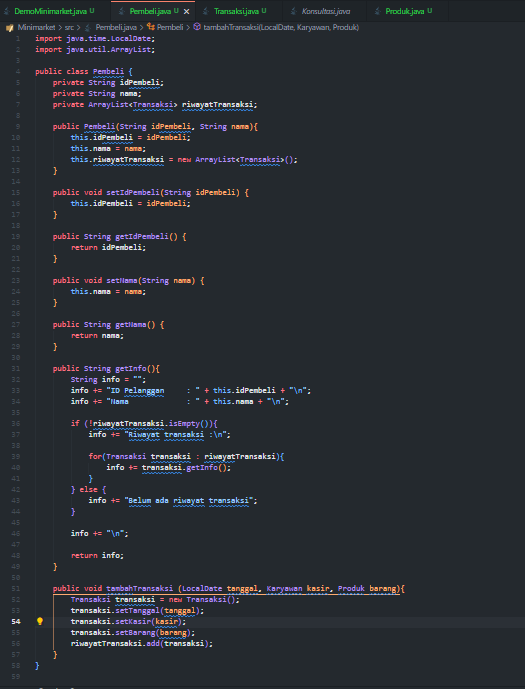 DemoMinimarket.java U
Pembeli.java U ×
Transaksi.java U
Konsultasi.java
Produk.java U
Minimarket > src > Pembeli.java > Pembeli > tambahTransaksi(LocalDate, Karyawan, Produk)
1 import java.time.LocalDate;
2 import java.util.ArrayList;
3
4 public class Pembeli {
5 private String idPembeli;
6 private String nama;
7 private ArrayList<Transaksi> riwayatTransaksi;
8
9 public Pembeli(String idPembeli, String nama){
10 this.idPembeli = idPembeli;
11 this.nama = nama;
12 this.riwayatTransaksi = new ArrayList<Transaksi>();
13 }
14
15 public void setIdPembeli(String idPembeli) {
16 this.idPembeli = idPembeli;
17 }
18
19 public String getIdPembeli() {
20 return idPembeli;
21 }
22
23 public void setNama(String nama) {
24 this.nama = nama;
25 }
26
27 public String getNama() {
28 return nama;
29 }
30
31 public String getInfo(){
32 String info = "";
33 info += "ID Pelanggan     : " + this.idPembeli + "\n";
34 info += "Nama             : " + this.nama + "\n";
35
36 if (!riwayatTransaksi.isEmpty()){
37 info += "Riwayat transaksi :\n";
38
39 for(Transaksi transaksi : riwayatTransaksi){
40 info += transaksi.getInfo();
41 }
42 } else {
43 info += "Belum ada riwayat transaksi";
44 }
45
46 info += "\n";
47
48 return info;
49 }
50
51 public void tambahTransaksi (LocalDate tanggal, Karyawan kasir, Produk barang){
52 Transaksi transaksi = new Transaksi();
53 transaksi.setTanggal(tanggal);
54 transaksi.setKasir(kasir);
55 transaksi.setBarang(barang);
56 riwayatTransaksi.add(transaksi);
57 }
58 }
59